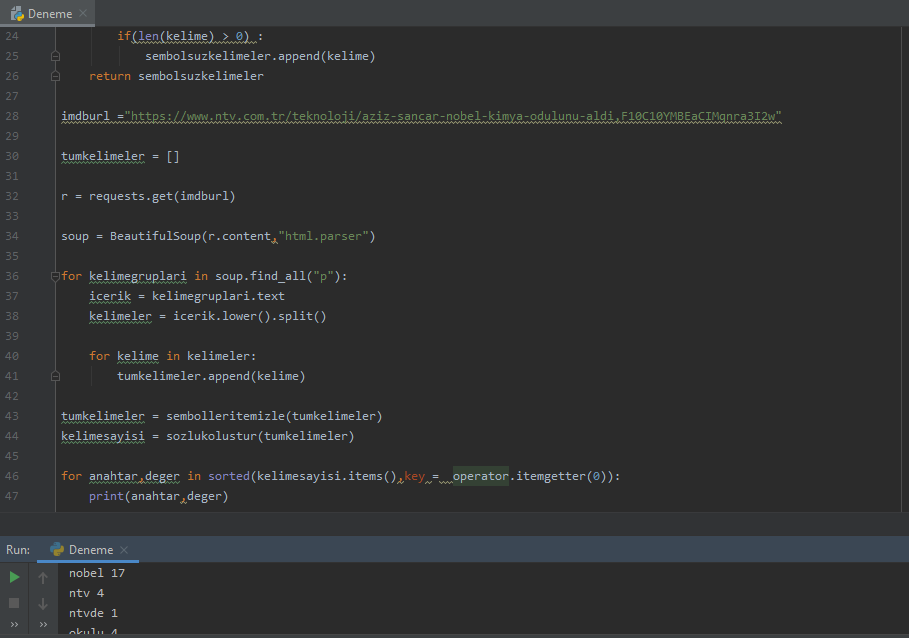 Deneme
24 if(len(kelime) > 0) :
25 sembolsuzkelimeler.append(kelime)
26 return sembolsuzkelimeler
27
28 imdburl ="https://www.ntv.com.tr/teknoloji/aziz-sancar-nobel-kimya-odulunu-aldi,F10C10YMBEaCIMqnra3I2w"
29
30 tumkelimeler = []
31
32 r = requests.get(imdburl)
33
34 soup = BeautifulSoup(r.content,"html.parser")
35
36 for kelimegruplari in soup.find_all("p"):
37 icerik = kelimegruplari.text
38 kelimeler = icerik.lower().split()
39
40 for kelime in kelimeler:
41 tumkelimeler.append(kelime)
42
43 tumkelimeler = sembolleritemizle(tumkelimeler)
44 kelimesayisi = sozlukolustur(tumkelimeler)
45
46 for anahtar,deger in sorted(kelimesayisi.items(),key = operator.itemgetter(0)):
47 print(anahtar,deger)
Run: Deneme
nobel 17
ntv 4
ntvde 1
okulu 4